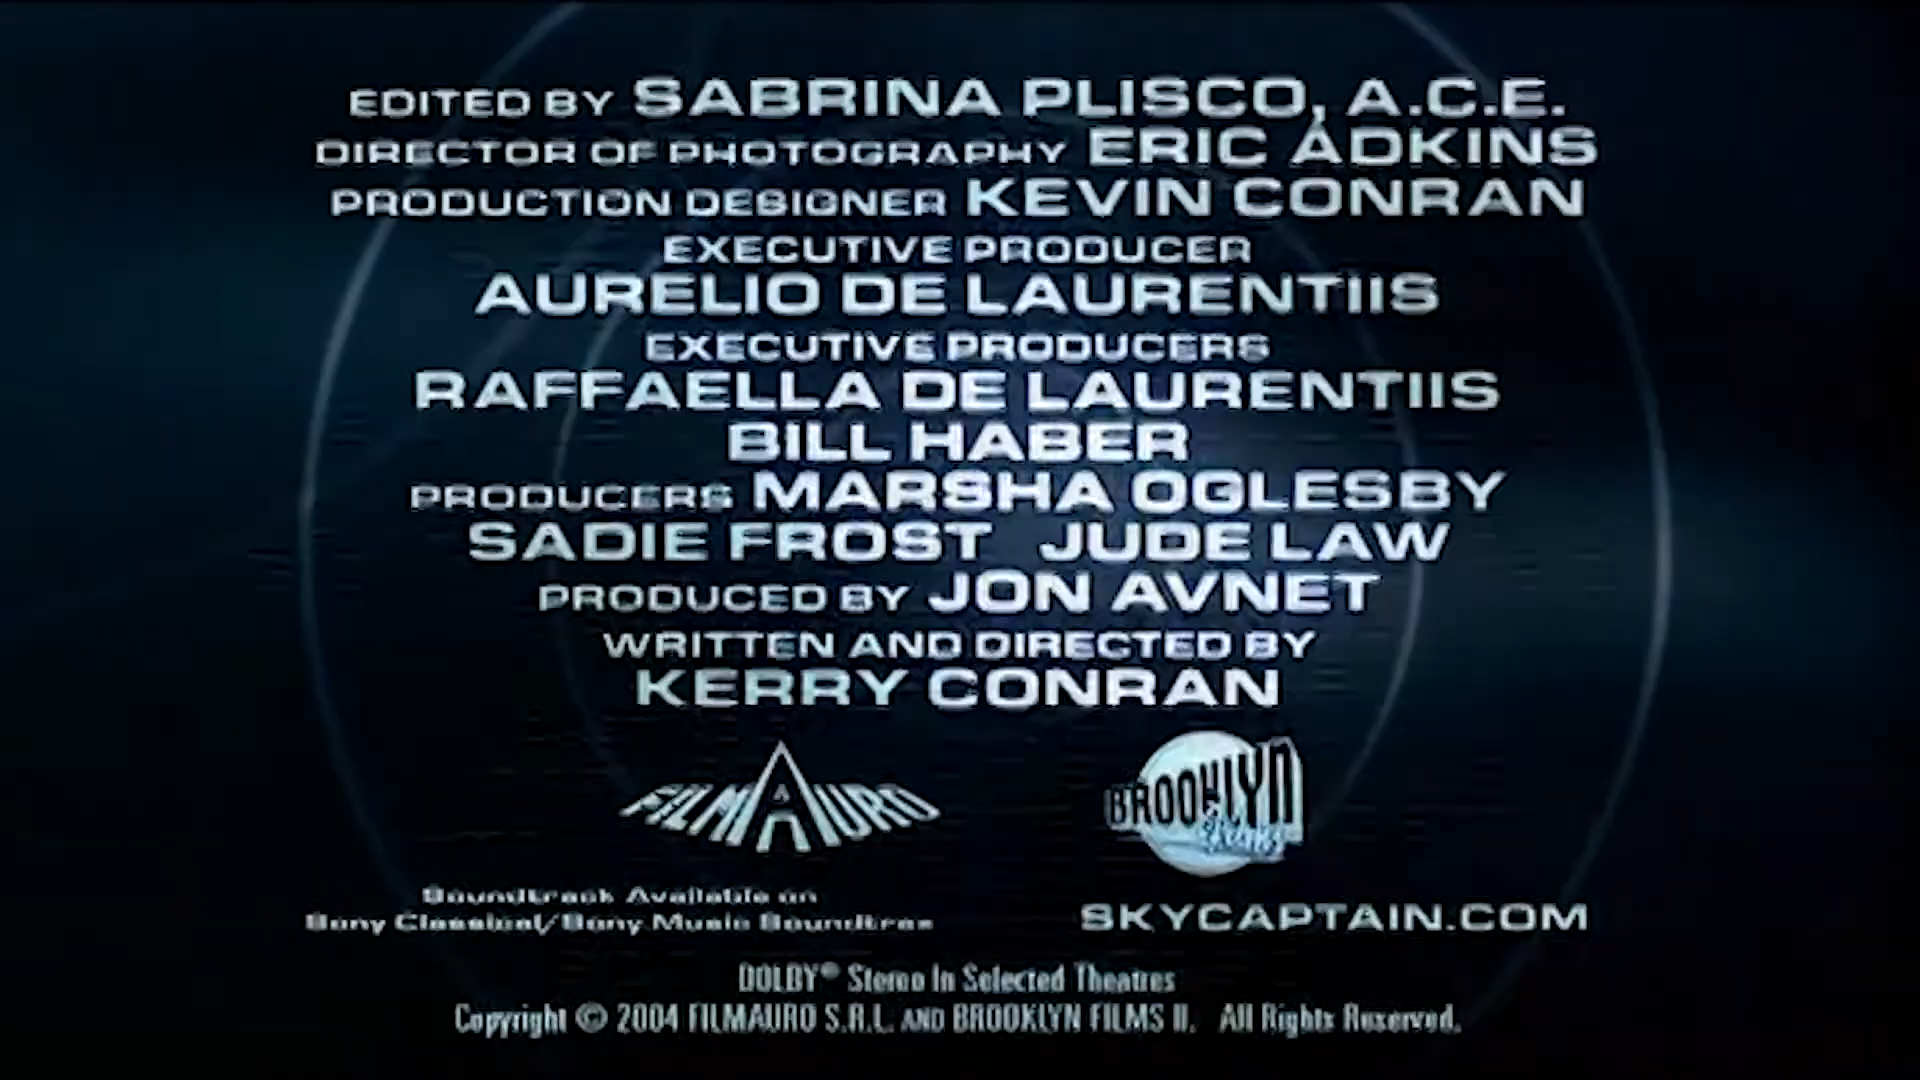 EDITED BY SABRINA PLISCO, A.C.E.
DIRECTOR OF PHOTOGRAPHY ERIC ADKINS
PRODUCTION DESIGNER KEVIN CONRAN
EXECUTIVE PRODUCER
AURELIO DE LAURENTIIS
EXECUTIVE PRODUCERS
RAFFAELLA DE LAURENTIIS
BILL HABER
PRODUCERS MARSHA OGLESBY
SADIE FROST JUDE LAW
PRODUCED BY JON AVNET
WRITTEN AND DIRECTED BY
KERRY CONRAN
FILMAURO
BROOKLYN
Films
Soundtrack Available on
Sony Classical/Sony Music Soundtrax
SKYCAPTAIN.COM
DOLBY® Stereo In Selected Theatres
Copyright © 2004 FILMAURO S.R.L. AND BROOKLYN FILMS II. All Rights Reserved.